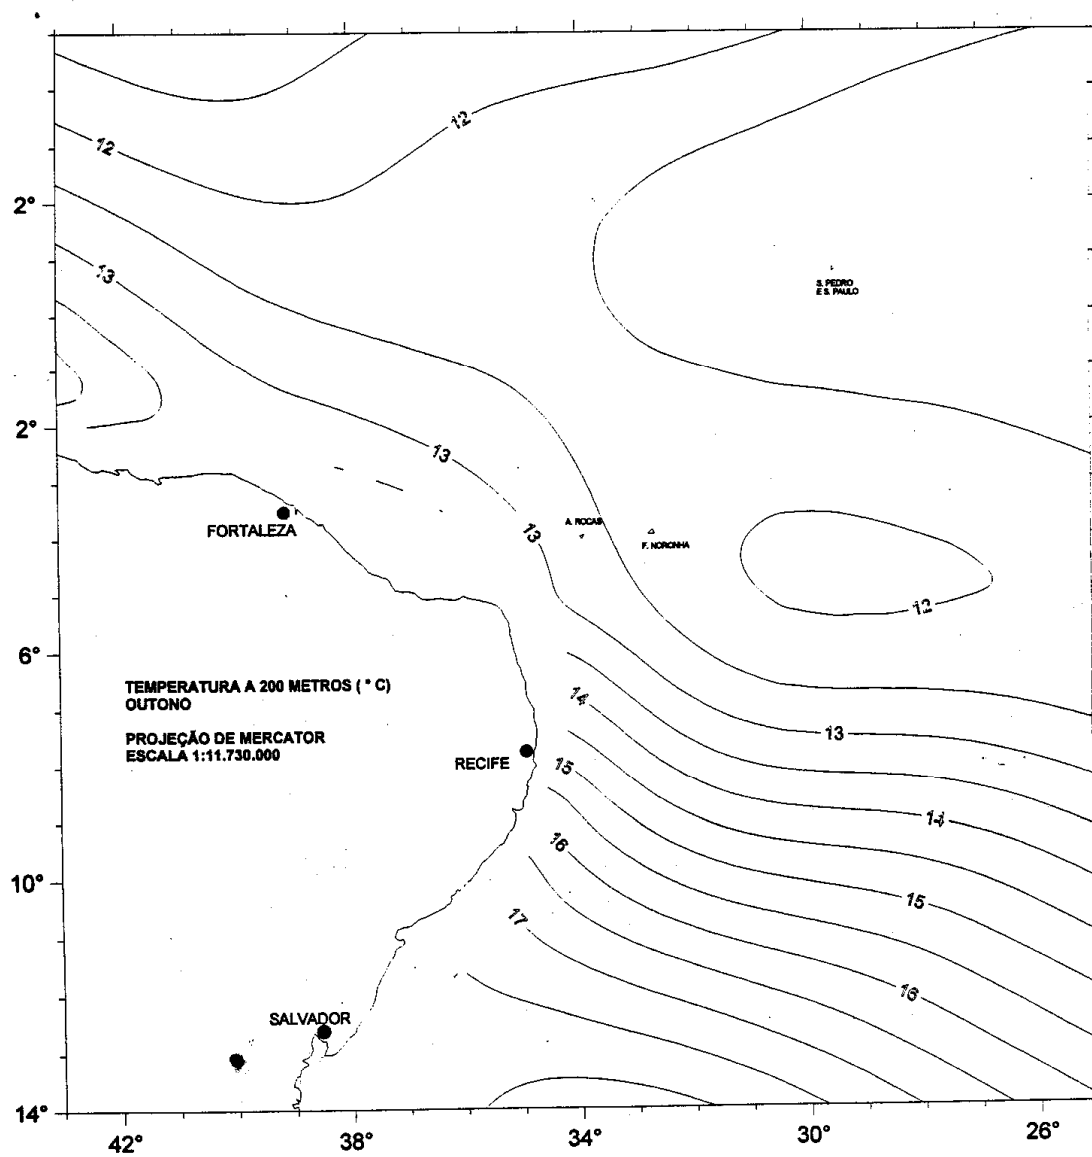 12
12
2°
13
S. PEDRO
E S. PAULO
2°
13
13
A. ROCAS
F. NORONHA
FORTALEZA
12
6°
TEMPERATURA A 200 METROS ( ° C)
OUTONO
PROJEÇÃO DE MERCATOR
ESCALA 1:11.730.000
14
13
RECIFE
15
14
16
10°
15
17
16
SALVADOR
14°
42°
38°
34°
30°
26°